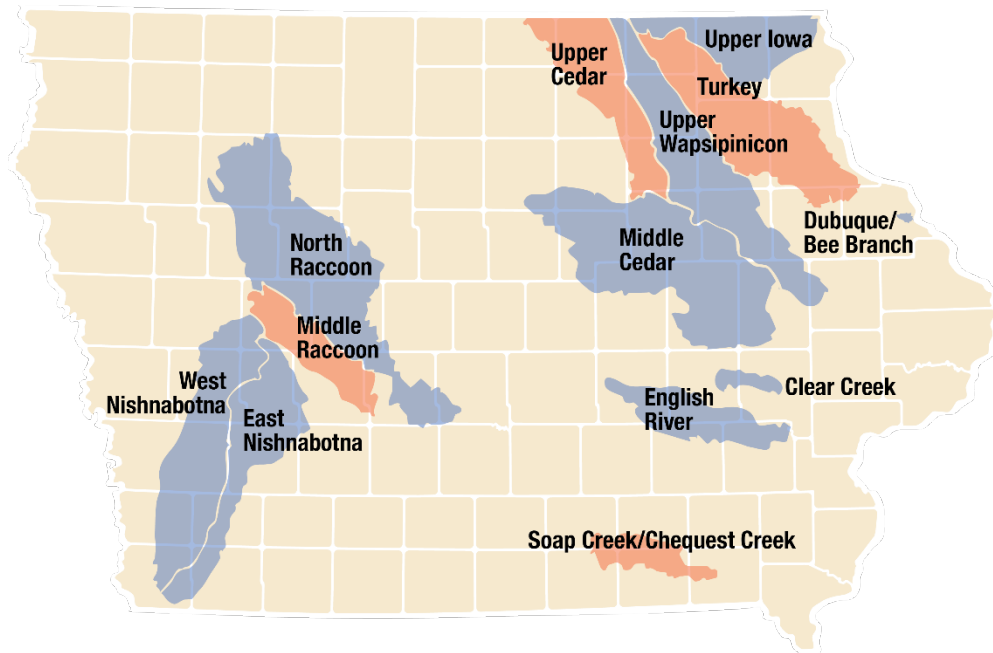 Upper
Cedar
Upper Iowa
Turkey
Upper
Wapsipinicon
Dubuque/
Bee Branch
North
Raccoon
Middle
Cedar
Middle
Raccoon
West
Nishnabotna
East
Nishnabotna
English
River
Clear Creek
Soap Creek/Chequest Creek